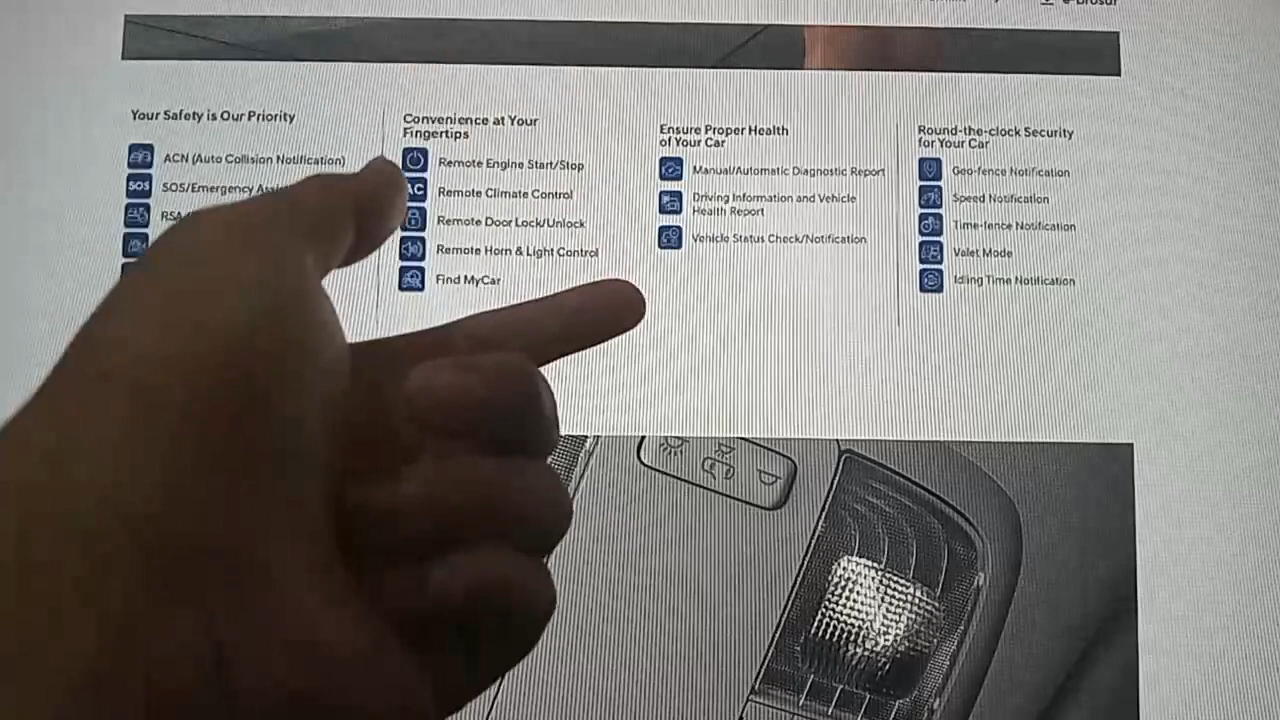 e-Brosur
Your Safety is Our Priority
ACN (Auto Collision Notification)
SOS
SOS/Emergency
RSA
Convenience at Your
Fingertips
Remote Engine Start/Stop
AC
Remote Climate Control
Remote Door Lock/Unlock
Remote Horn & Light Control
Find MyCar
Ensure Proper Health
of Your Car
Manual/Automatic Diagnostic Report
Driving Information and Vehicle
Health Report
Vehicle Status Check/Notification
Round-the-clock Security
for Your Car
Geo-fence Notification
Speed Notification
Time-fence Notification
Valet Mode
Idling Time Notification